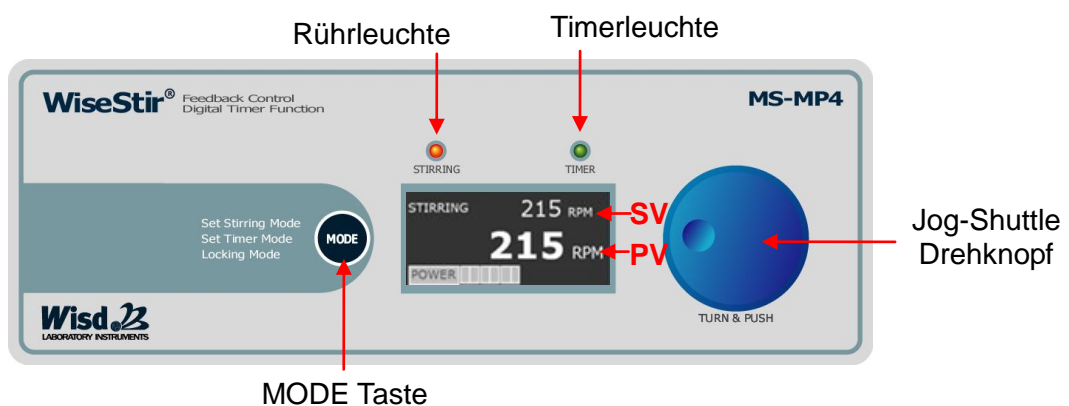 Rührleuchte
Timerleuchte
WiseStir® Feedback Control
Digital Timer Function
MS-MP4
STIRRING
TIMER
Set Stirring Mode
Set Timer Mode
Locking Mode
MODE
STIRRING 215 RPM
SV
215 RPM
PV
POWER
Jog-Shuttle
Drehknopf
TURN & PUSH
Wisd
LABORATORY INSTRUMENTS
MODE Taste